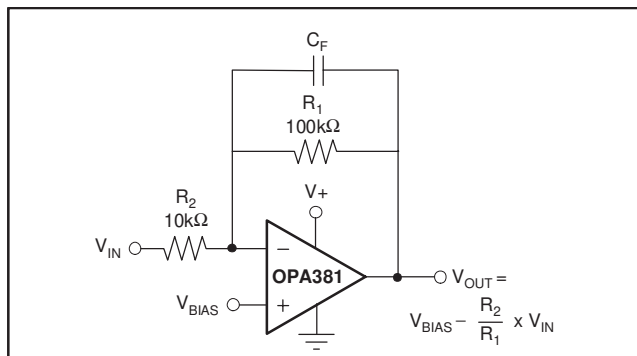 C_F
R_1
100kΩ
R_2
10kΩ
V+
V_IN
−
OPA381
V_BIAS
+
V_OUT =
V_BIAS − R_2/R_1 x V_IN